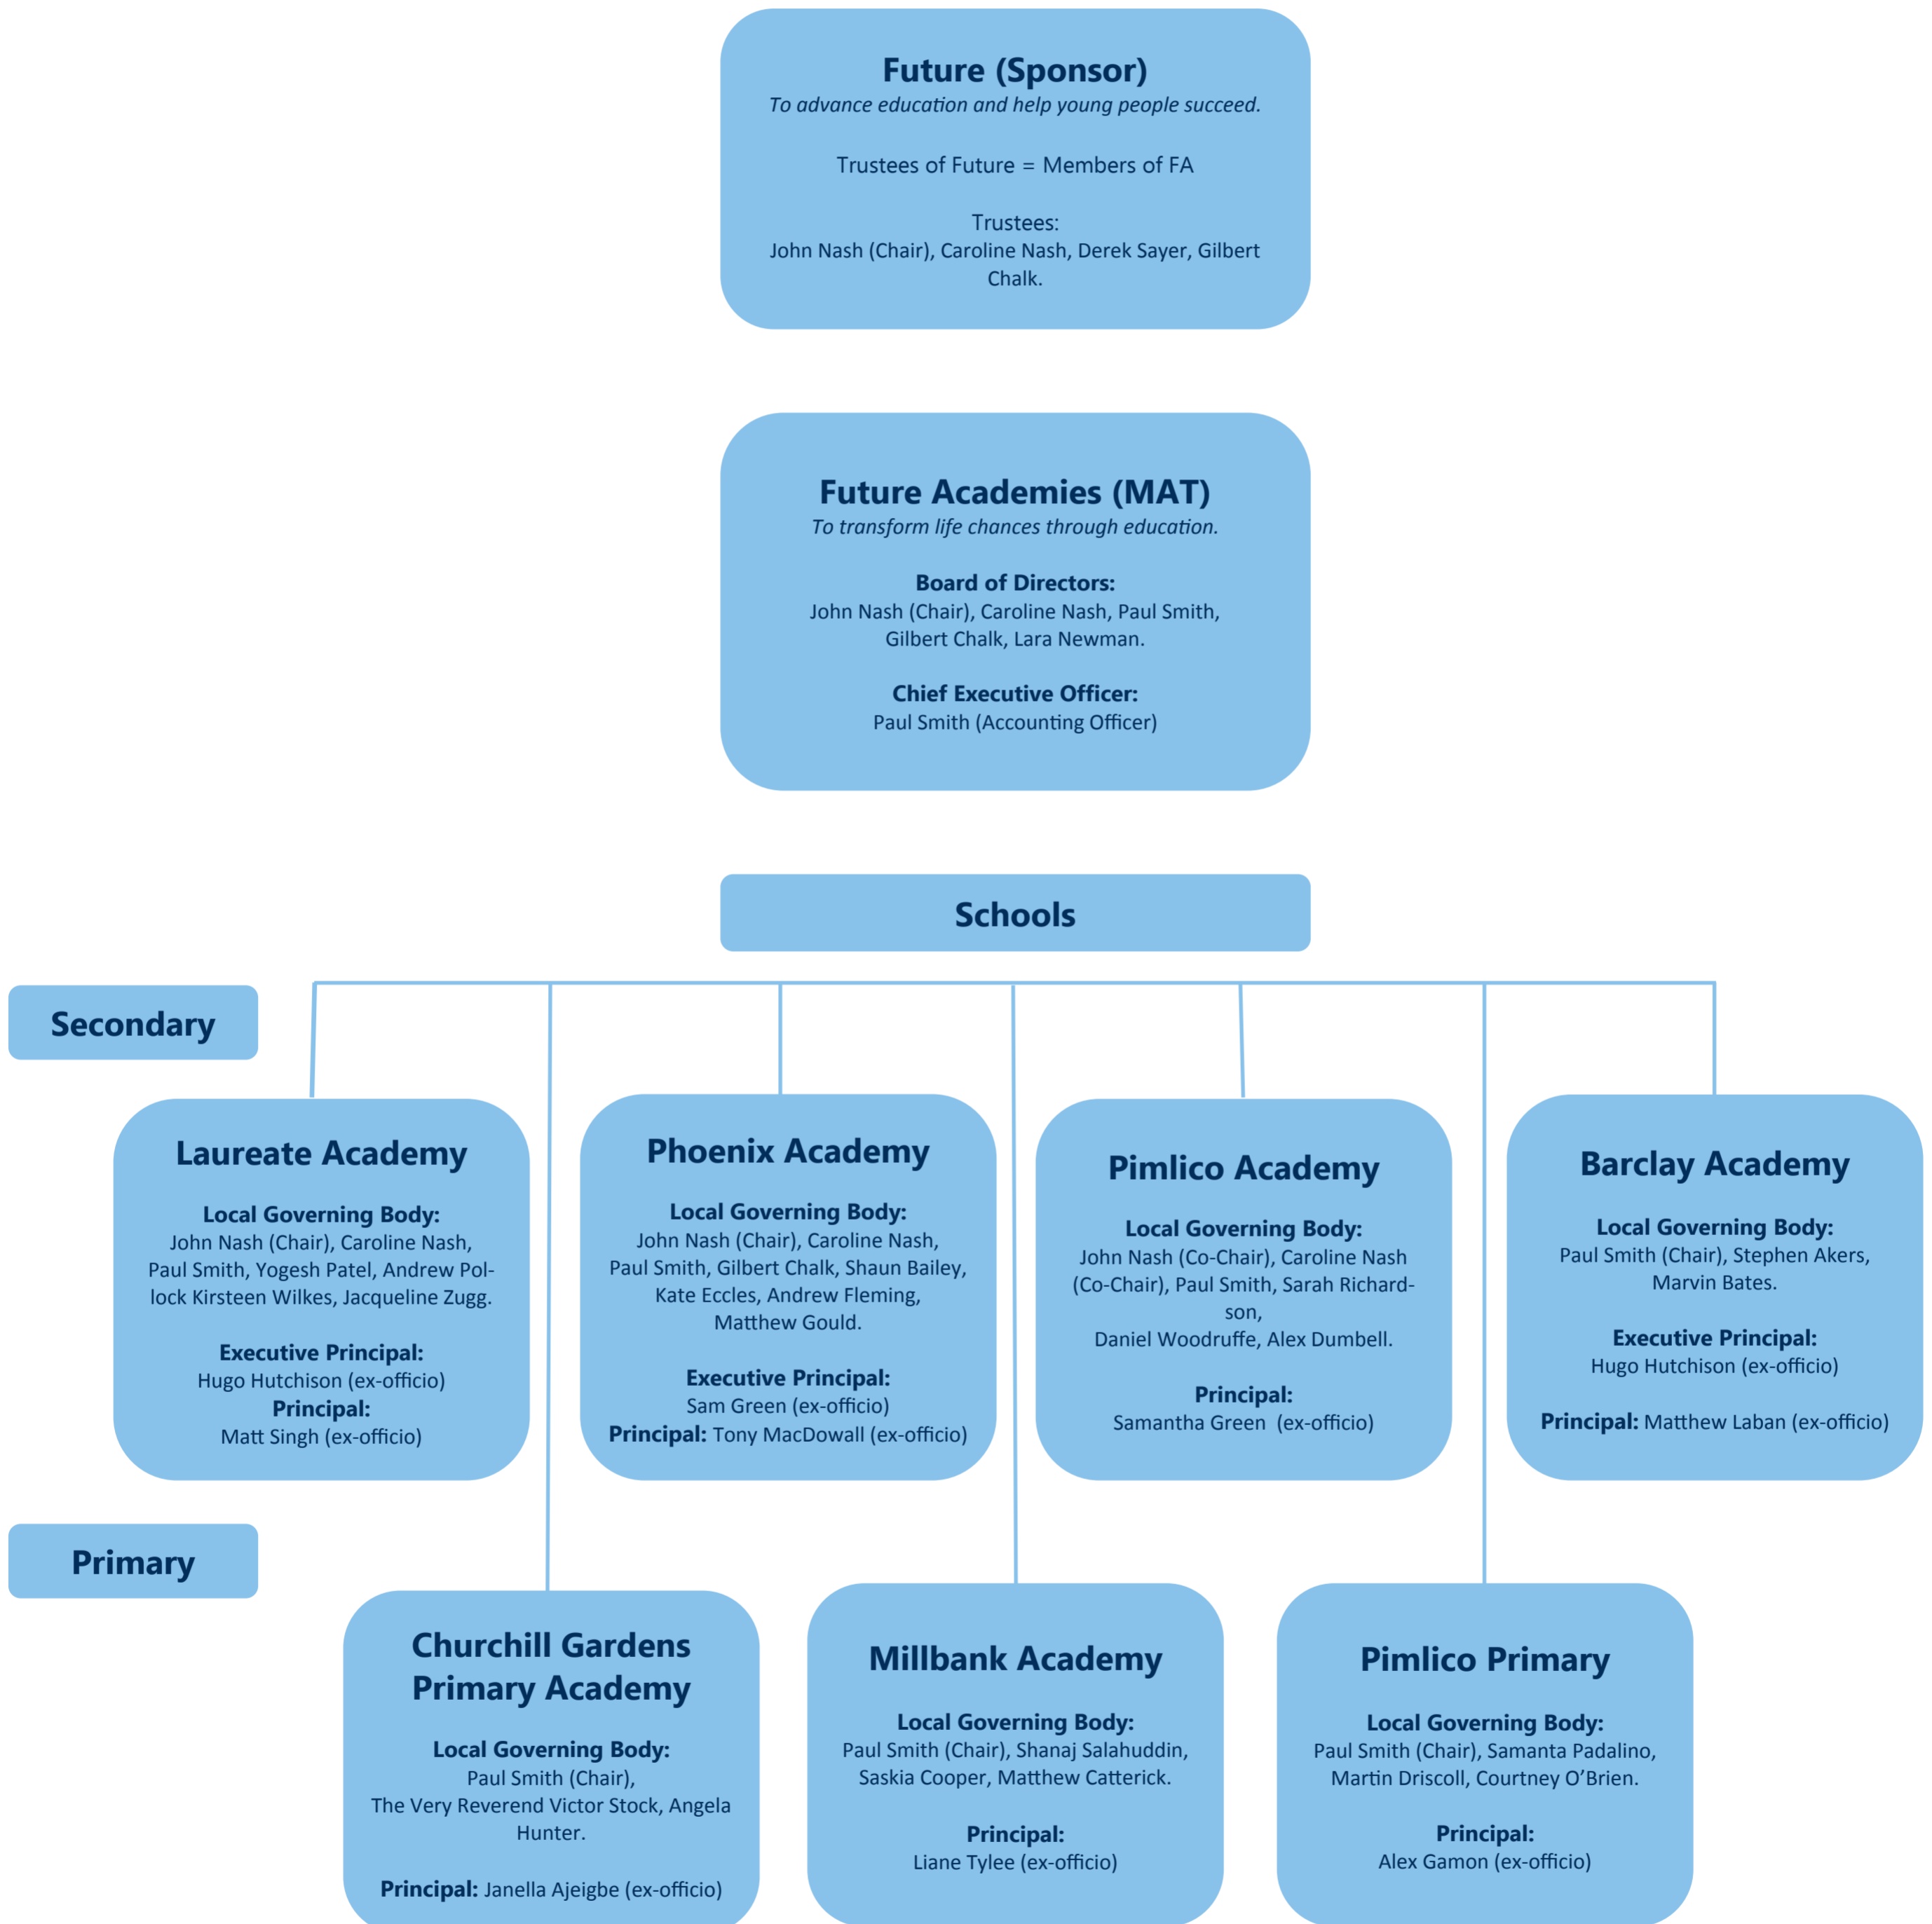 Future (Sponsor)
To advance education and help young people succeed.
Trustees of Future = Members of FA
Trustees:
John Nash (Chair), Caroline Nash, Derek Sayer, Gilbert
Chalk.
Future Academies (MAT)
To transform life chances through education.
Board of Directors:
John Nash (Chair), Caroline Nash, Paul Smith,
Gilbert Chalk, Lara Newman.
Chief Executive Officer:
Paul Smith (Accounting Officer)
Schools
Secondary
Laureate Academy
Local Governing Body:
John Nash (Chair), Caroline Nash,
Paul Smith, Yogesh Patel, Andrew Pol-
lock Kirsteen Wilkes, Jacqueline Zugg.
Executive Principal:
Hugo Hutchison (ex-officio)
Principal:
Matt Singh (ex-officio)
Phoenix Academy
Local Governing Body:
John Nash (Chair), Caroline Nash,
Paul Smith, Gilbert Chalk, Shaun Bailey,
Kate Eccles, Andrew Fleming,
Matthew Gould.
Executive Principal:
Sam Green (ex-officio)
Principal: Tony MacDowall (ex-officio)
Pimlico Academy
Local Governing Body:
John Nash (Co-Chair), Caroline Nash
(Co-Chair), Paul Smith, Sarah Richard-
son,
Daniel Woodruffe, Alex Dumbell.
Principal:
Samantha Green  (ex-officio)
Barclay Academy
Local Governing Body:
Paul Smith (Chair), Stephen Akers,
Marvin Bates.
Executive Principal:
Hugo Hutchison (ex-officio)
Principal: Matthew Laban (ex-officio)
Primary
Churchill Gardens
Primary Academy
Local Governing Body:
Paul Smith (Chair),
The Very Reverend Victor Stock, Angela
Hunter.
Principal: Janella Ajeigbe (ex-officio)
Millbank Academy
Local Governing Body:
Paul Smith (Chair), Shanaj Salahuddin,
Saskia Cooper, Matthew Catterick.
Principal:
Liane Tylee (ex-officio)
Pimlico Primary
Local Governing Body:
Paul Smith (Chair), Samanta Padalino,
Martin Driscoll, Courtney O’Brien.
Principal:
Alex Gamon (ex-officio)